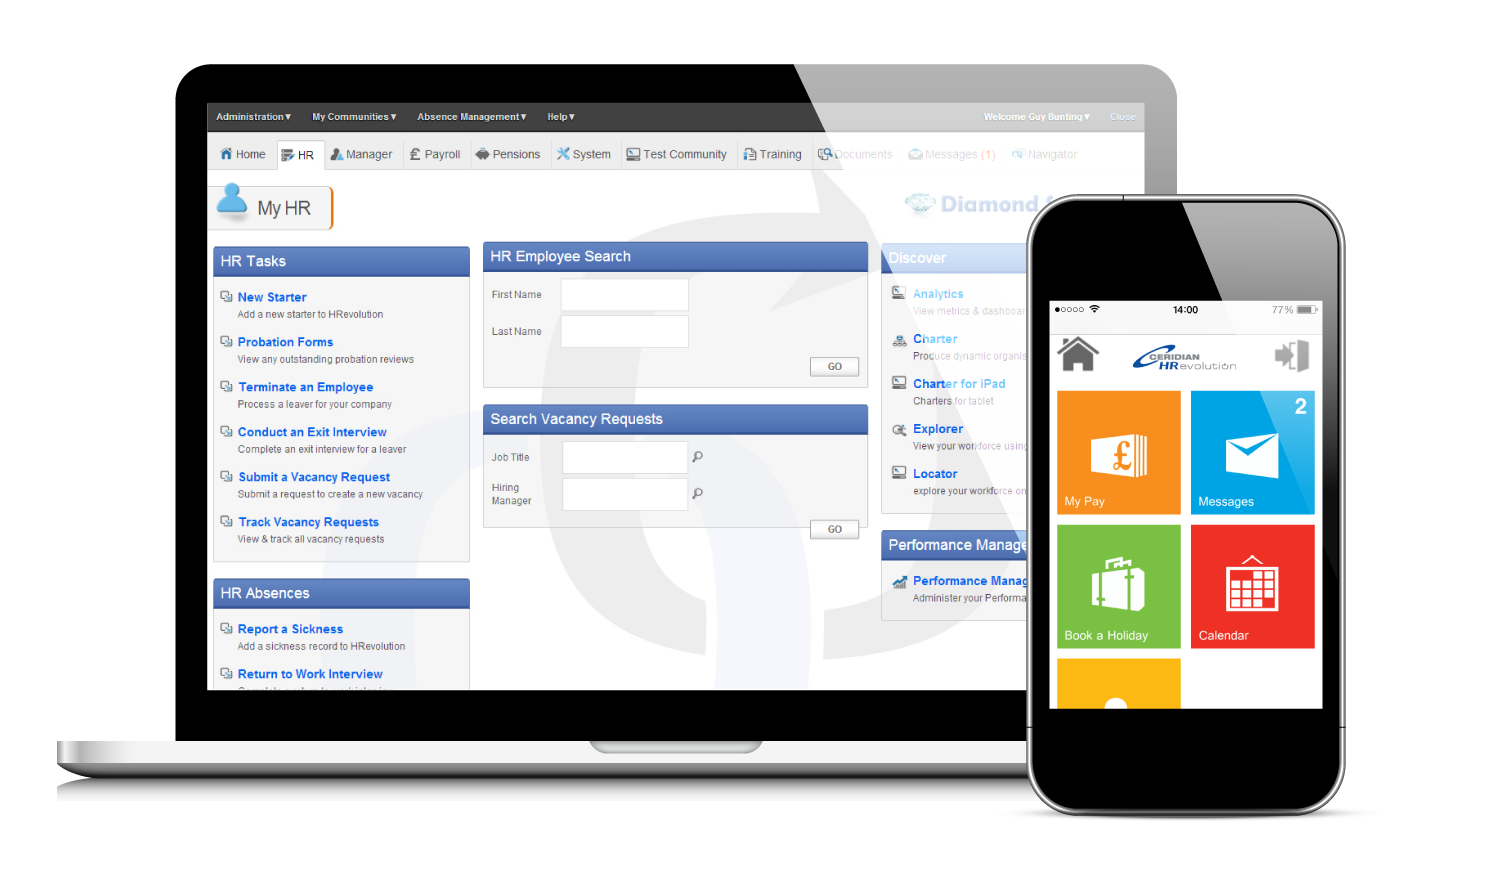 Administration▾ My Communities▾ Absence Management▾ Help▾ Welcome Guy Bunting▾ Close
Home HR Manager £ Payroll Pensions System Test Community Training Documents Messages (1) Navigator
My HR
Diamond
HR Tasks
New Starter
Add a new starter to HRevolution
Probation Forms
View any outstanding probation reviews
Terminate an Employee
Process a leaver for your company
Conduct an Exit Interview
Complete an exit interview for a leaver
Submit a Vacancy Request
Submit a request to create a new vacancy
Track Vacancy Requests
View & track all vacancy requests
HR Absences
Report a Sickness
Add a sickness record to HRevolution
Return to Work Interview
HR Employee Search
First Name
Last Name
GO
Search Vacancy Requests
Job Title
Hiring
Manager
GO
Discover
Analytics
View metrics & dashboar
Charter
Produce dynamic organis
Charter for iPad
Charters for tablet
Explorer
View your workforce using
Locator
explore your workforce on
Performance Manage
Performance Manag
Administer your Performa
14:00 77%
CERIDIAN
HRevolution
£
My Pay
2
Messages
Book a Holiday
Calendar